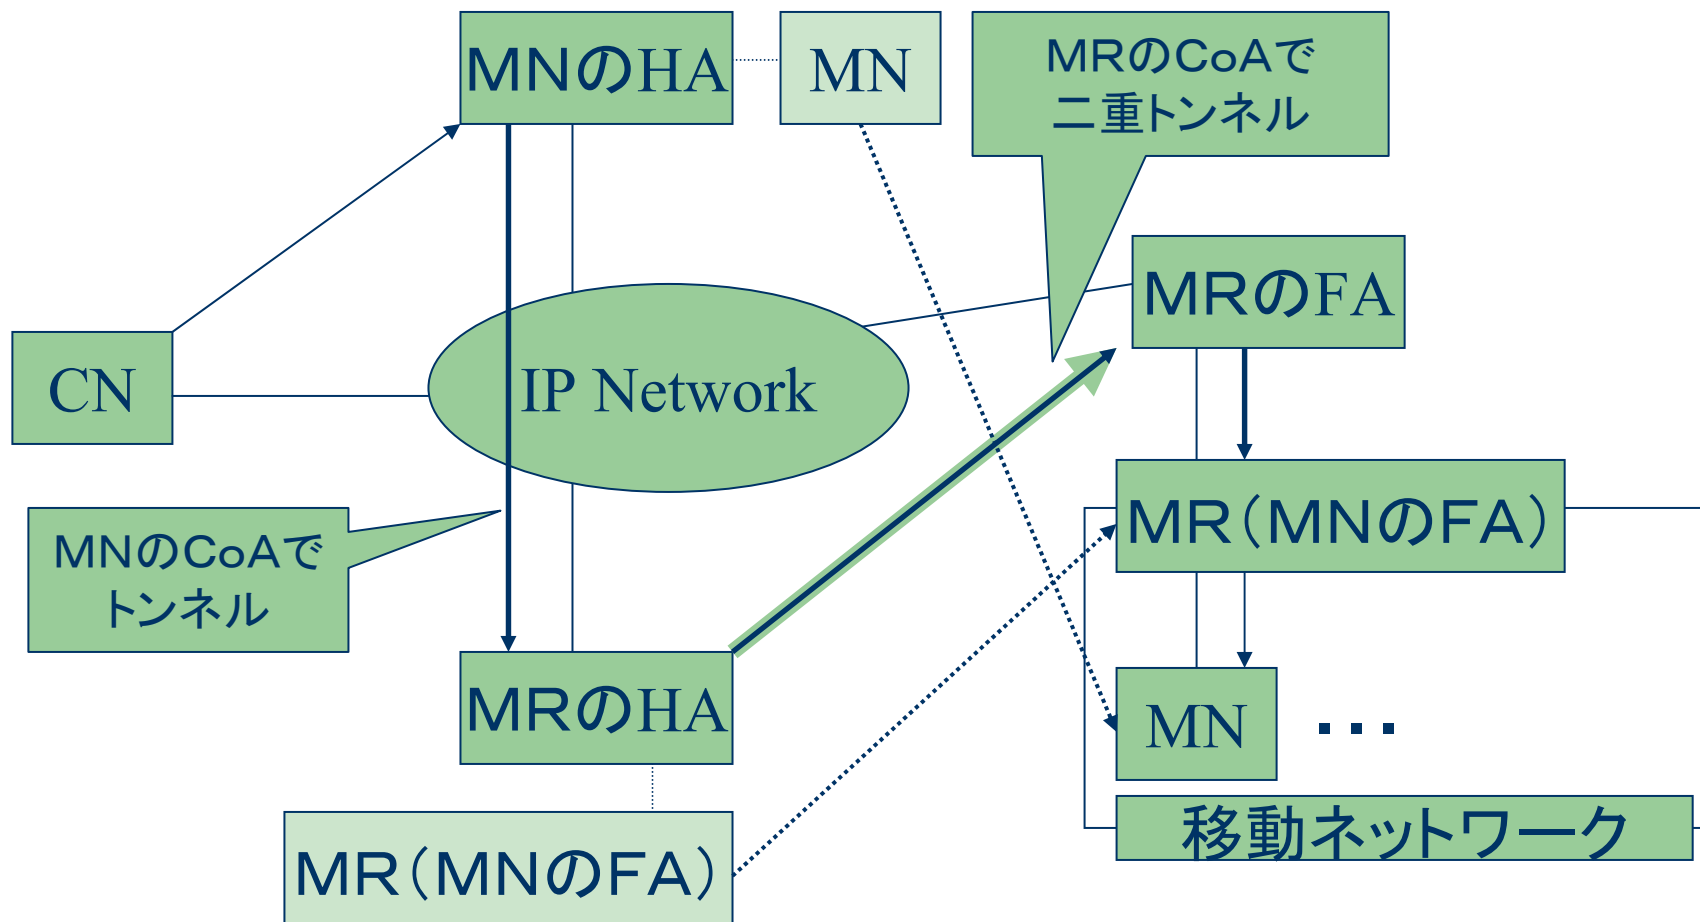 ＭＮのHA
MN
ＭＲのＣｏＡで
二重トンネル
ＭＲのFA
CN
IP Network
ＭＲ（ＭＮのＦＡ）
ＭＮのＣｏＡで
トンネル
ＭＲのHA
MN
…
移動ネットワーク
ＭＲ（ＭＮのＦＡ）